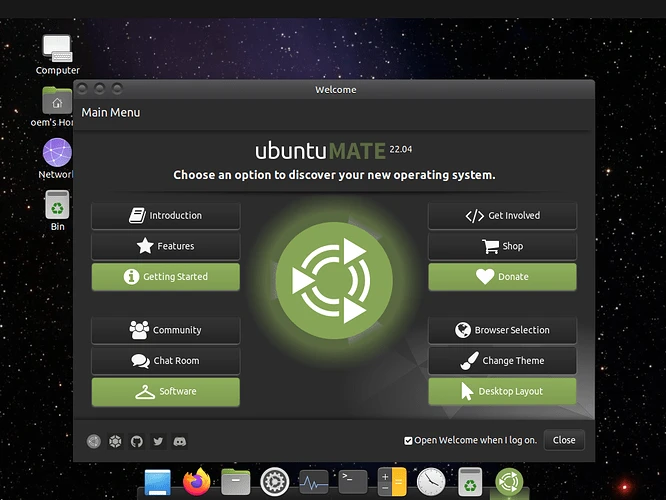 Computer
Welcome
Main Menu
oem's Ho
Network
Bin
ubuntuMATE 22.04
Choose an option to discover your new operating system.
Introduction
Features
Getting Started
Get Involved
Shop
Donate
Community
Chat Room
Software
Browser Selection
Change Theme
Desktop Layout
Open Welcome when I log on.
Close